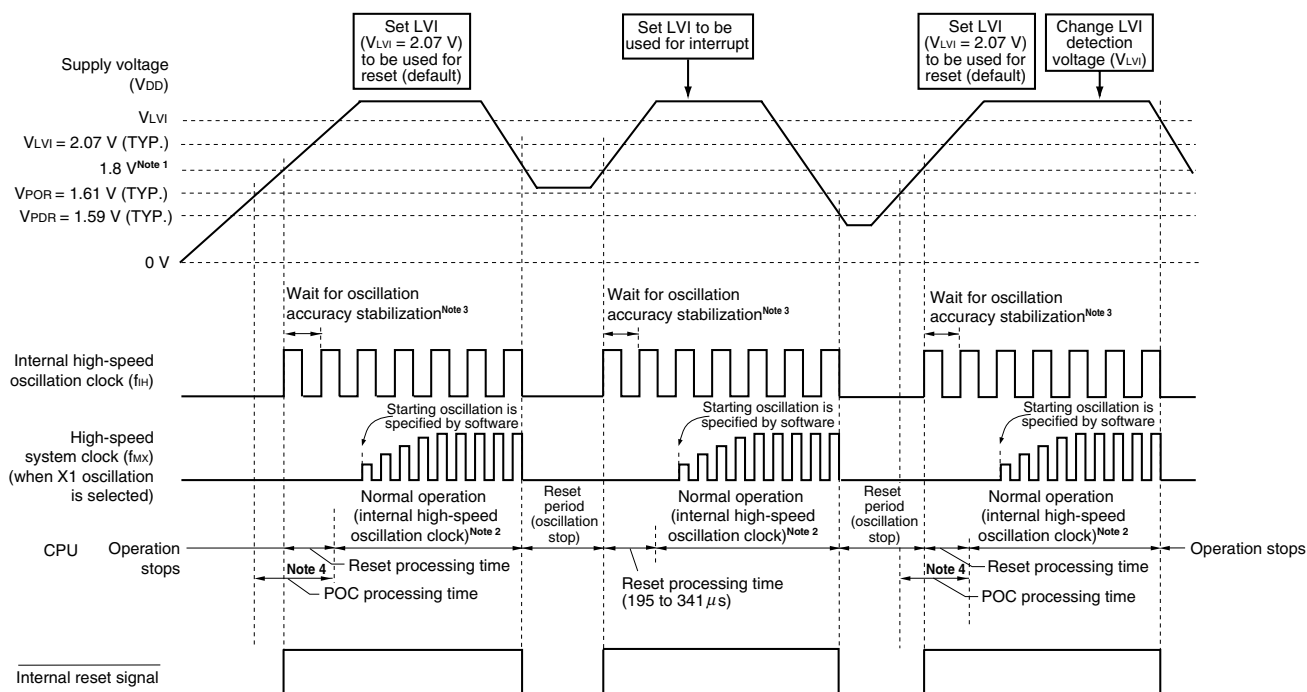 Set LVI
(VLVI = 2.07 V)
to be used for
reset (default)
Set LVI to be
used for interrupt
Set LVI
(VLVI = 2.07 V)
to be used for
reset (default)
Change LVI
detection
voltage (VLVI)
Supply voltage
(VDD)
VLVI
VLVI = 2.07 V (TYP.)
1.8 V Note 1
VPOR = 1.61 V (TYP.)
VPDR = 1.59 V (TYP.)
0 V
Wait for oscillation
accuracy stabilization Note 3
Wait for oscillation
accuracy stabilization Note 3
Wait for oscillation
accuracy stabilization Note 3
Internal high-speed
oscillation clock (fIH)
Starting oscillation is
specified by software
Starting oscillation is
specified by software
Starting oscillation is
specified by software
High-speed
system clock (fMX)
(when X1 oscillation
is selected)
Normal operation
(internal high-speed
oscillation clock) Note 2
Reset
period
(oscillation
stop)
Normal operation
(internal high-speed
oscillation clock) Note 2
Reset
period
(oscillation
stop)
Normal operation
(internal high-speed
oscillation clock) Note 2
CPU
Operation
stops
Operation stops
Note 4
Reset processing time
POC processing time
Reset processing time
(195 to 341 μs)
Note 4
Reset processing time
POC processing time
Internal reset signal